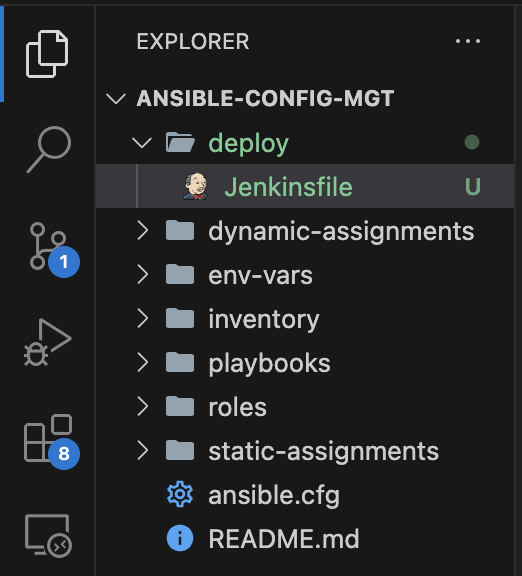 EXPLORER ...
ANSIBLE-CONFIG-MGT
deploy
Jenkinsfile U
dynamic-assignments
1
env-vars
inventory
playbooks
roles
8
static-assignments
ansible.cfg
README.md